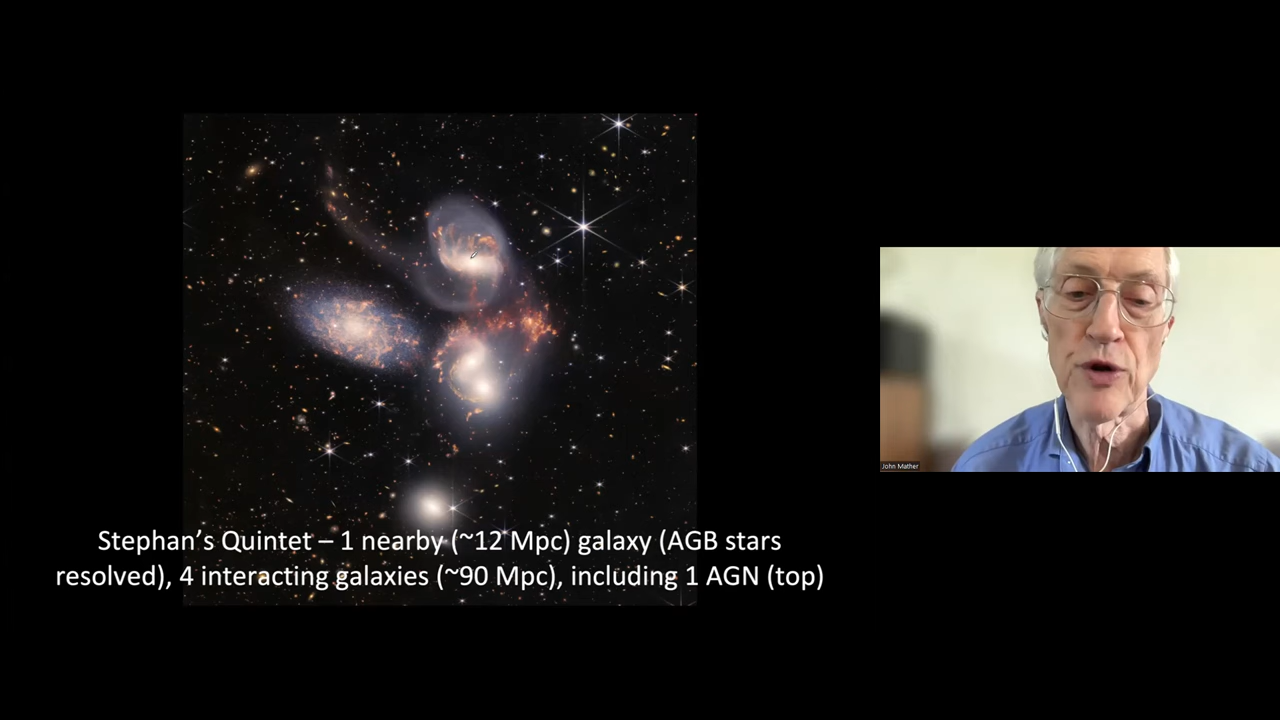 Stephan’s Quintet – 1 nearby (~12 Mpc) galaxy (AGB stars
resolved), 4 interacting galaxies (~90 Mpc), including 1 AGN (top)
John Mather